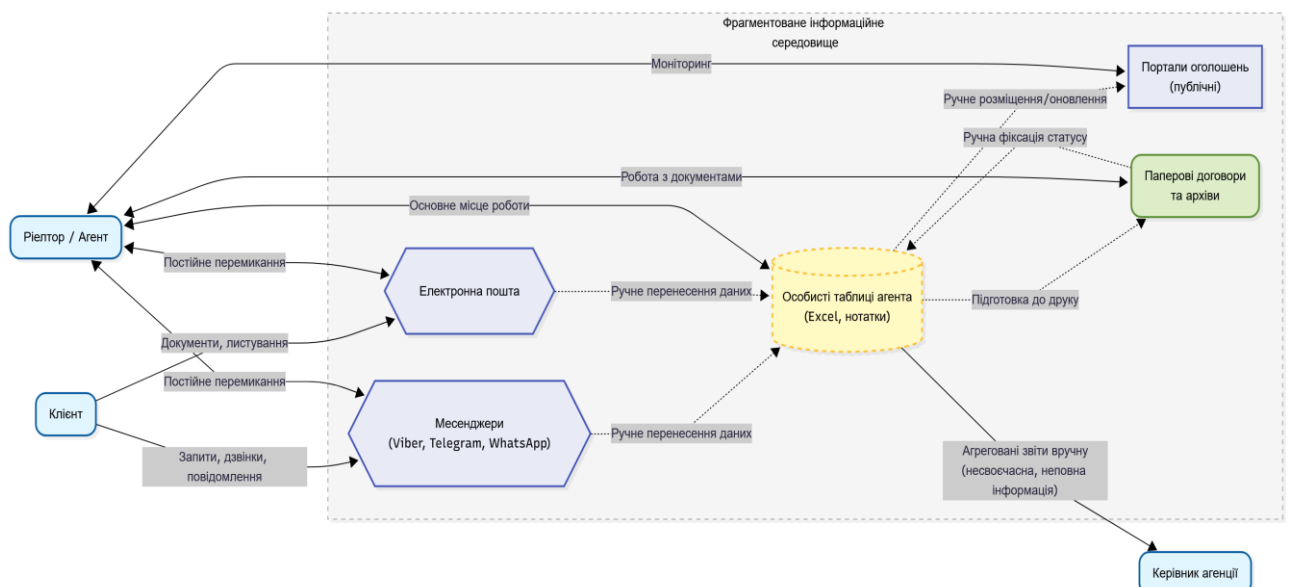 Фрагментоване інформаційне
середовище
Моніторинг
Портали оголошень
(публічні)
Ручне розміщення/оновлення
Ручна фіксація статусу
Робота з документами
Паперові договори
та архіви
Основне місце роботи
Ріелтор / Агент
Постійне перемикання
Електронна пошта
Ручне перенесення даних
Особисті таблиці агента
(Excel, нотатки)
Підготовка до друку
Документи, листування
Постійне перемикання
Клієнт
Месенджери
(Viber, Telegram, WhatsApp)
Ручне перенесення даних
Запити, дзвінки,
повідомлення
Агреговані звіти вручну
(несвоєчасна, неповна
інформація)
Керівник агенції